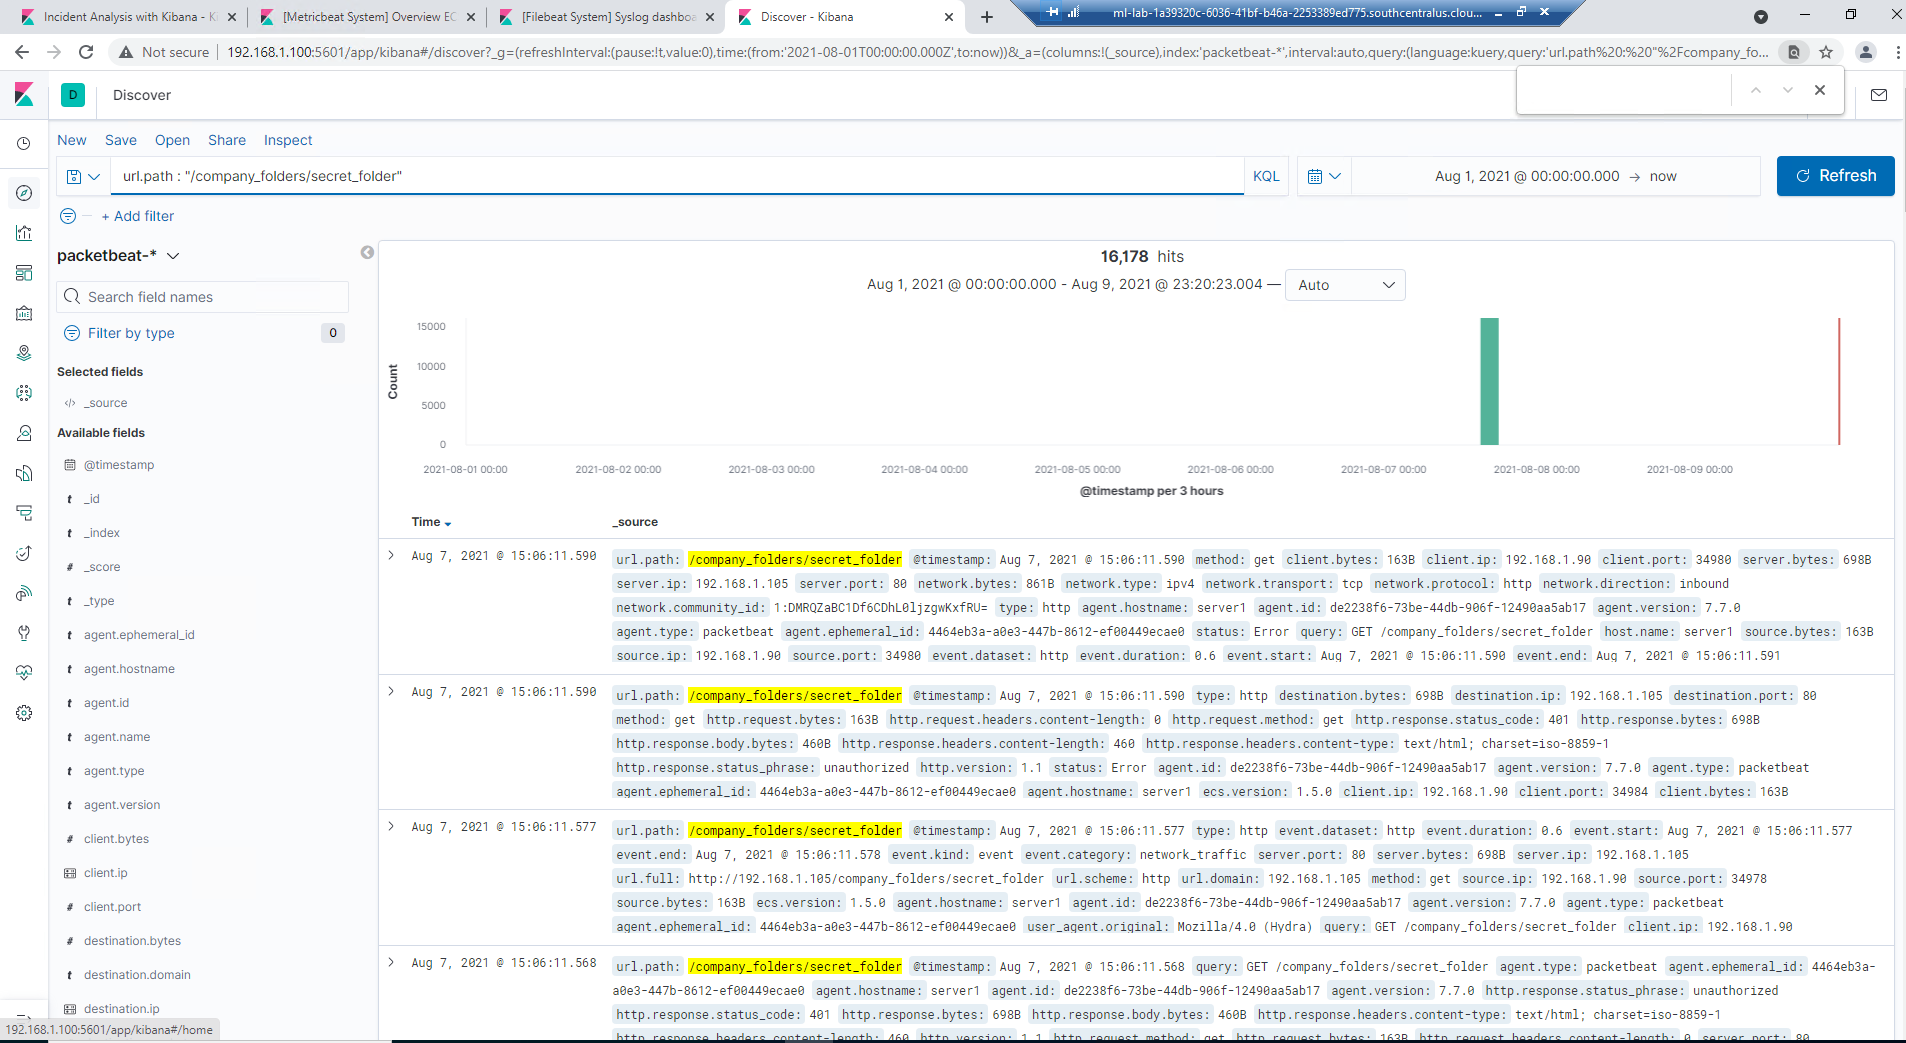 Incident Analysis with Kibana - Ki
[Metricbeat System] Overview EC
[Filebeat System] Syslog dashboa
Discover - Kibana
ml-lab-1a39320c-6036-41bf-b46a-2253389ed775.southcentralus.clou...
Not secure
192.168.1.100:5601/app/kibana#/discover?_g=(refreshInterval:(pause:!t,value:0),time:(from:'2021-08-01T00:00:00.000Z',to:now))&_a=(columns:!(_source),index:'packetbeat-*',interval:auto,query:(language:kuery,query:'url.path%20:%20"%2Fcompany_fo...
D
Discover
New Save Open Share Inspect
url.path : "/company_folders/secret_folder"
KQL
Aug 1, 2021 @ 00:00:00.000 → now
Refresh
+ Add filter
packetbeat-*
Search field names
Filter by type 0
Selected fields
_source
Available fields
@timestamp
_id
_index
_score
_type
agent.ephemeral_id
agent.hostname
agent.id
agent.name
agent.type
agent.version
client.bytes
client.ip
client.port
destination.bytes
destination.domain
destination.ip
192.168.1.100:5601/app/kibana#/home
16,178 hits
Aug 1, 2021 @ 00:00:00.000 - Aug 9, 2021 @ 23:20:23.004 — Auto
Count
15000
10000
5000
0
2021-08-01 00:00 2021-08-02 00:00 2021-08-03 00:00 2021-08-04 00:00 2021-08-05 00:00 2021-08-06 00:00 2021-08-07 00:00 2021-08-08 00:00 2021-08-09 00:00
@timestamp per 3 hours
Time _source
Aug 7, 2021 @ 15:06:11.590
url.path: /company_folders/secret_folder @timestamp: Aug 7, 2021 @ 15:06:11.590 method: get client.bytes: 163B client.ip: 192.168.1.90 client.port: 34980 server.bytes: 698B
server.ip: 192.168.1.105 server.port: 80 network.bytes: 861B network.type: ipv4 network.transport: tcp network.protocol: http network.direction: inbound
network.community_id: 1:DMRQZaBC1Df6CDhL0ljzgwKxfRU= type: http agent.hostname: server1 agent.id: de2238f6-73be-44db-906f-12490aa5ab17 agent.version: 7.7.0
agent.type: packetbeat agent.ephemeral_id: 4464eb3a-a0e3-447b-8612-ef00449ecae0 status: Error query: GET /company_folders/secret_folder host.name: server1 source.bytes: 163B
source.ip: 192.168.1.90 source.port: 34980 event.dataset: http event.duration: 0.6 event.start: Aug 7, 2021 @ 15:06:11.590 event.end: Aug 7, 2021 @ 15:06:11.591
Aug 7, 2021 @ 15:06:11.590
url.path: /company_folders/secret_folder @timestamp: Aug 7, 2021 @ 15:06:11.590 type: http destination.bytes: 698B destination.ip: 192.168.1.105 destination.port: 80
method: get http.request.bytes: 163B http.request.headers.content-length: 0 http.request.method: get http.response.status_code: 401 http.response.bytes: 698B
http.response.body.bytes: 460B http.response.headers.content-length: 460 http.response.headers.content-type: text/html; charset=iso-8859-1
http.response.status_phrase: unauthorized http.version: 1.1 status: Error agent.id: de2238f6-73be-44db-906f-12490aa5ab17 agent.version: 7.7.0 agent.type: packetbeat
agent.ephemeral_id: 4464eb3a-a0e3-447b-8612-ef00449ecae0 agent.hostname: server1 ecs.version: 1.5.0 client.ip: 192.168.1.90 client.port: 34984 client.bytes: 163B
Aug 7, 2021 @ 15:06:11.577
url.path: /company_folders/secret_folder @timestamp: Aug 7, 2021 @ 15:06:11.577 type: http event.dataset: http event.duration: 0.6 event.start: Aug 7, 2021 @ 15:06:11.577
event.end: Aug 7, 2021 @ 15:06:11.578 event.kind: event event.category: network_traffic server.port: 80 server.bytes: 698B server.ip: 192.168.1.105
url.full: http://192.168.1.105/company_folders/secret_folder url.scheme: http url.domain: 192.168.1.105 method: get source.ip: 192.168.1.90 source.port: 34978
source.bytes: 163B ecs.version: 1.5.0 agent.hostname: server1 agent.id: de2238f6-73be-44db-906f-12490aa5ab17 agent.version: 7.7.0 agent.type: packetbeat
agent.ephemeral_id: 4464eb3a-a0e3-447b-8612-ef00449ecae0 user_agent.original: Mozilla/4.0 (Hydra) query: GET /company_folders/secret_folder client.ip: 192.168.1.90
Aug 7, 2021 @ 15:06:11.568
url.path: /company_folders/secret_folder @timestamp: Aug 7, 2021 @ 15:06:11.568 query: GET /company_folders/secret_folder agent.type: packetbeat agent.ephemeral_id: 4464eb3a-
a0e3-447b-8612-ef00449ecae0 agent.hostname: server1 agent.id: de2238f6-73be-44db-906f-12490aa5ab17 agent.version: 7.7.0 http.response.status_phrase: unauthorized
http.response.status_code: 401 http.response.bytes: 698B http.response.body.bytes: 460B http.response.headers.content-type: text/html; charset=iso-8859-1
http.response.headers.content-length: 460 http.version: 1.1 http.request.method: get http.request.bytes: 163B http.request.headers.content-length: 0 server.port: 80